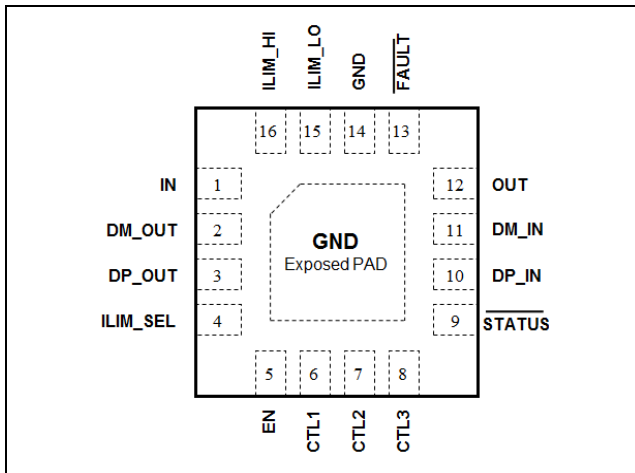 ILIM_HI
ILIM_LO
GND
FAULT
16
15
14
13
IN
1
12
OUT
DM_OUT
2
11
DM_IN
GND
Exposed PAD
DP_OUT
3
10
DP_IN
ILIM_SEL
4
9
STATUS
5
6
7
8
EN
CTL1
CTL2
CTL3